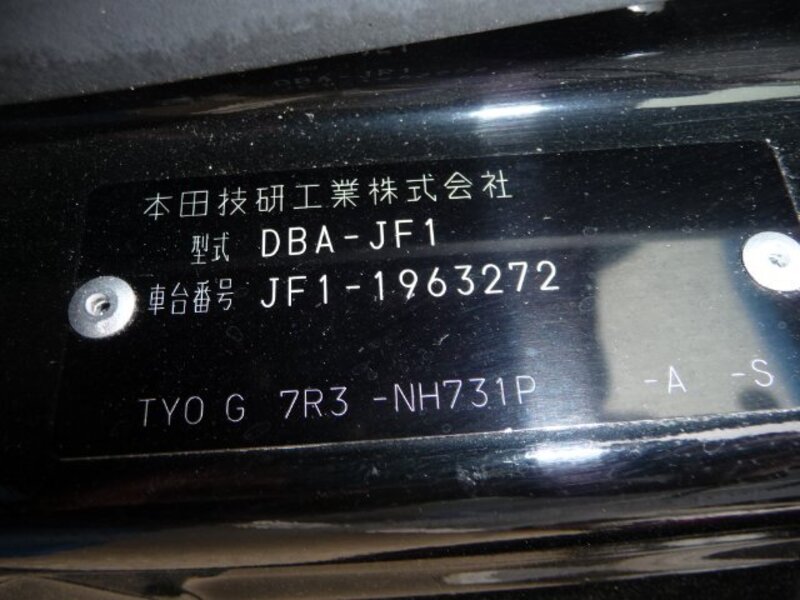 本田技研工業株式会社
型式 DBA-JF1
車台番号 JF1-1963272
TYO G 7R3 -NH731P -A -S